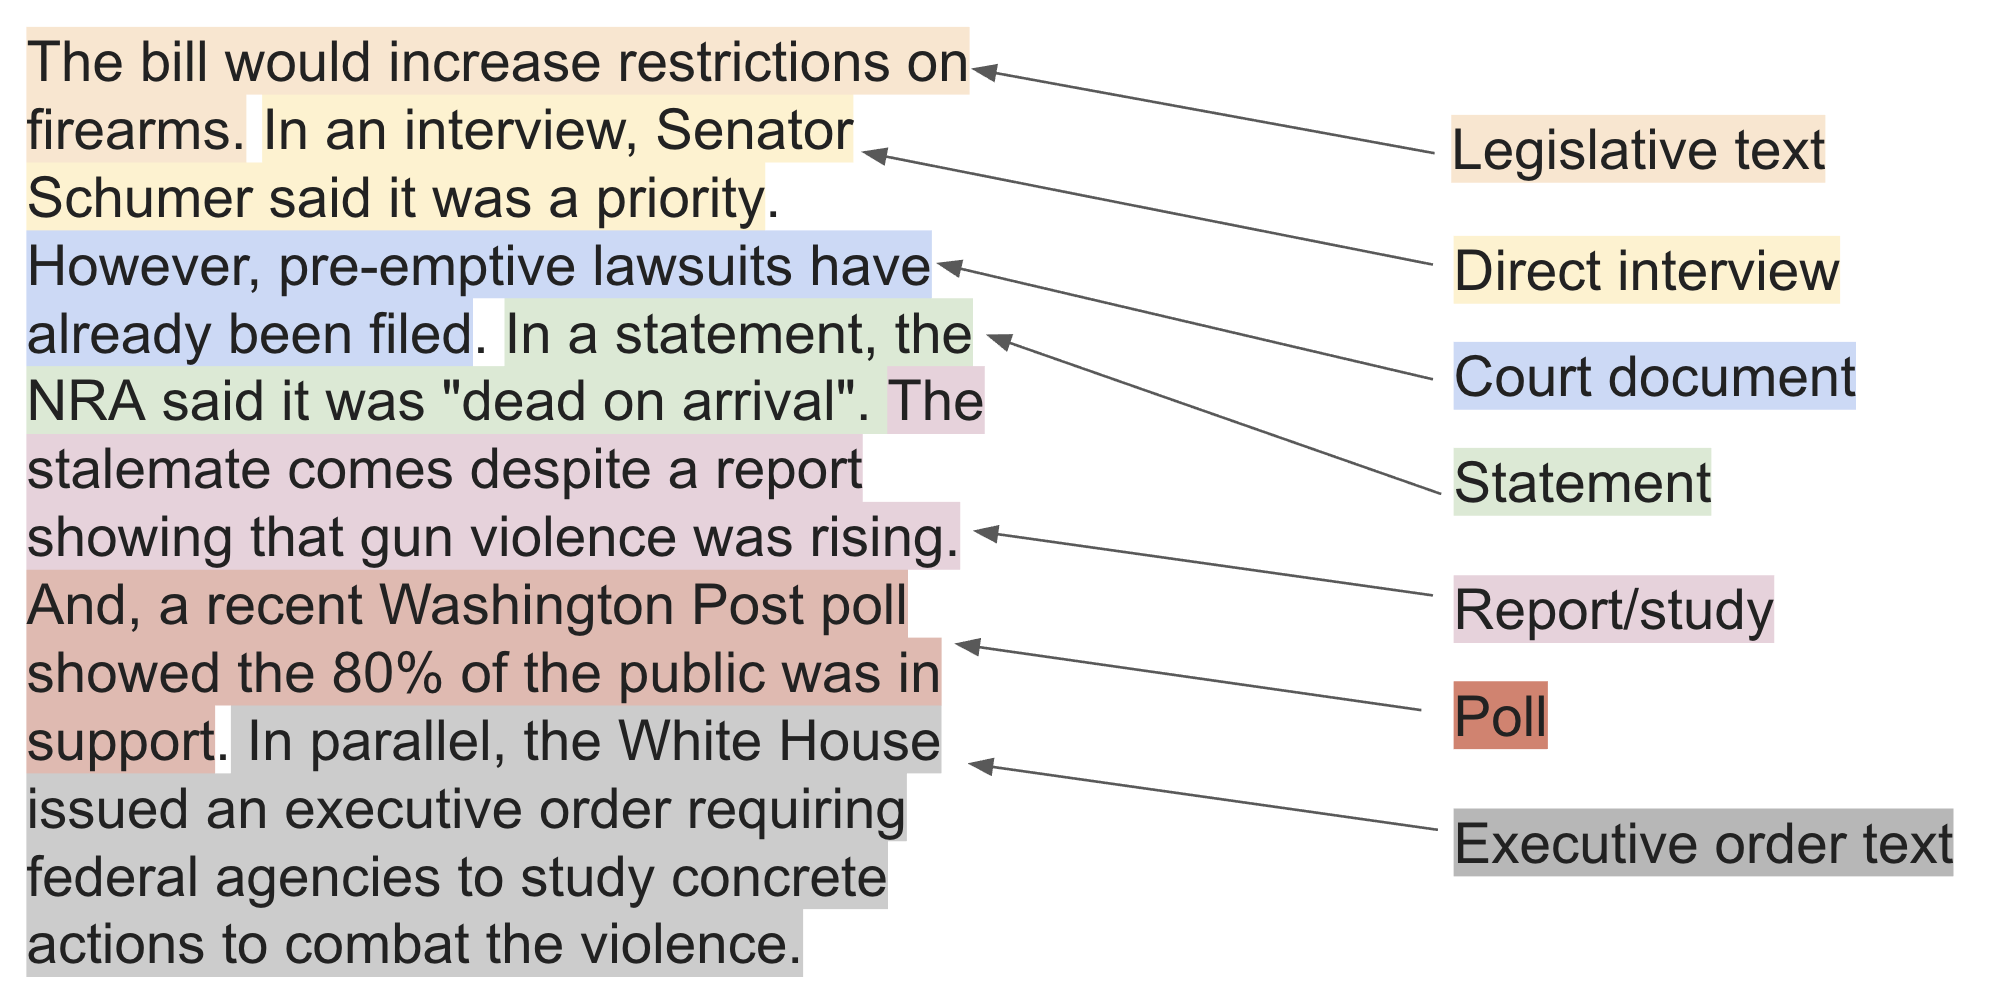 The bill would increase restrictions on
firearms. In an interview, Senator
Schumer said it was a priority.
However, pre-emptive lawsuits have
already been filed. In a statement, the
NRA said it was "dead on arrival". The
stalemate comes despite a report
showing that gun violence was rising.
And, a recent Washington Post poll
showed the 80% of the public was in
support. In parallel, the White House
issued an executive order requiring
federal agencies to study concrete
actions to combat the violence.
Legislative text
Direct interview
Court document
Statement
Report/study
Poll
Executive order text